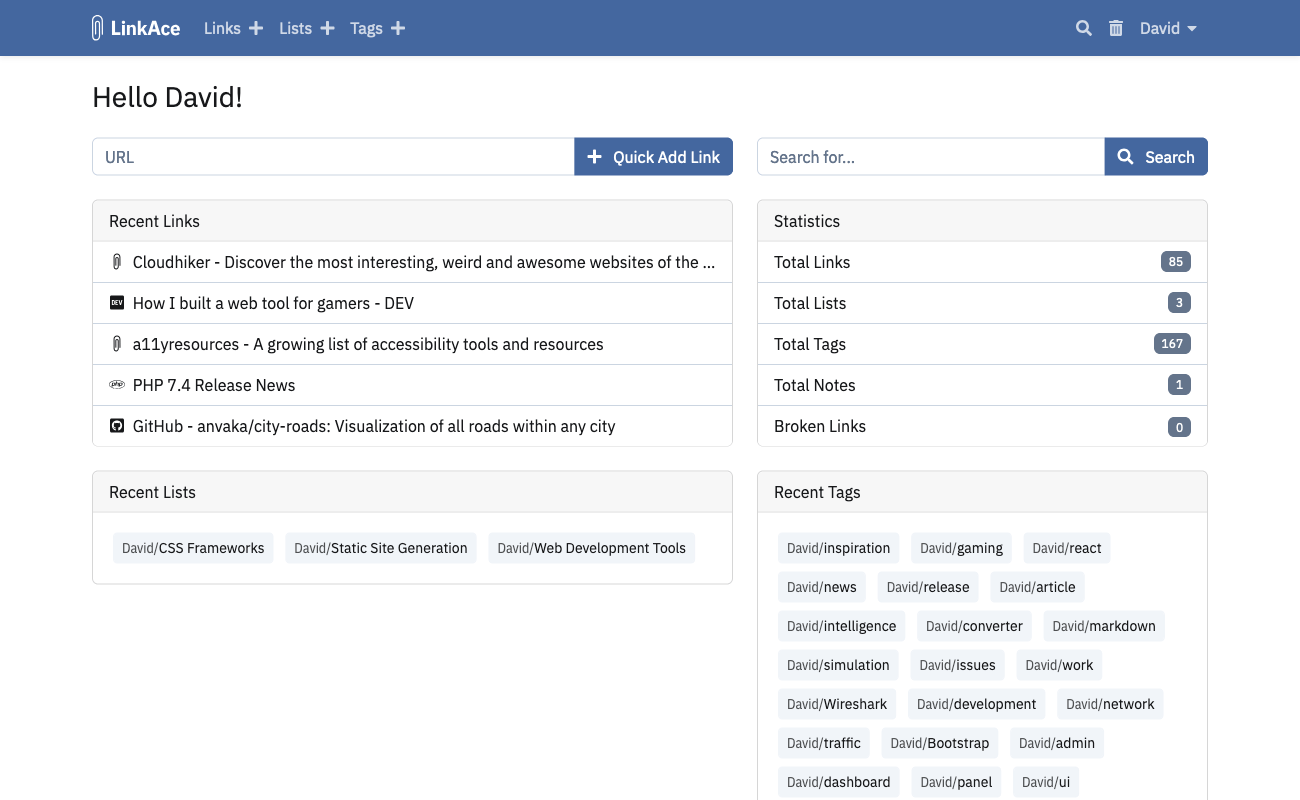 LinkAce Links Lists Tags David
Hello David!
URL Quick Add Link
Search for... Search
Recent Links
Cloudhiker - Discover the most interesting, weird and awesome websites of the ...
How I built a web tool for gamers - DEV
a11yresources - A growing list of accessibility tools and resources
PHP 7.4 Release News
GitHub - anvaka/city-roads: Visualization of all roads within any city
Statistics
Total Links 85
Total Lists 3
Total Tags 167
Total Notes 1
Broken Links 0
Recent Lists
David/CSS Frameworks David/Static Site Generation David/Web Development Tools
Recent Tags
David/inspiration David/gaming David/react
David/news David/release David/article
David/intelligence David/converter David/markdown
David/simulation David/issues David/work
David/Wireshark David/development David/network
David/traffic David/Bootstrap David/admin
David/dashboard David/panel David/ui